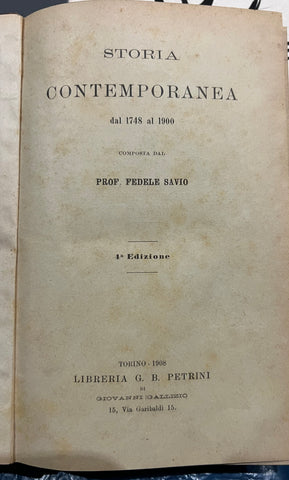 STORIA
CONTEMPORANEA
dal 1748 al 1900
COMPOSTA DAL
PROF. FEDELE SAVIO
4ª Edizione
TORINO - 1908
LIBRERIA G. B. PETRINI
DI
GIOVANNI GALLIZIO
15, Via Garibaldi 15.